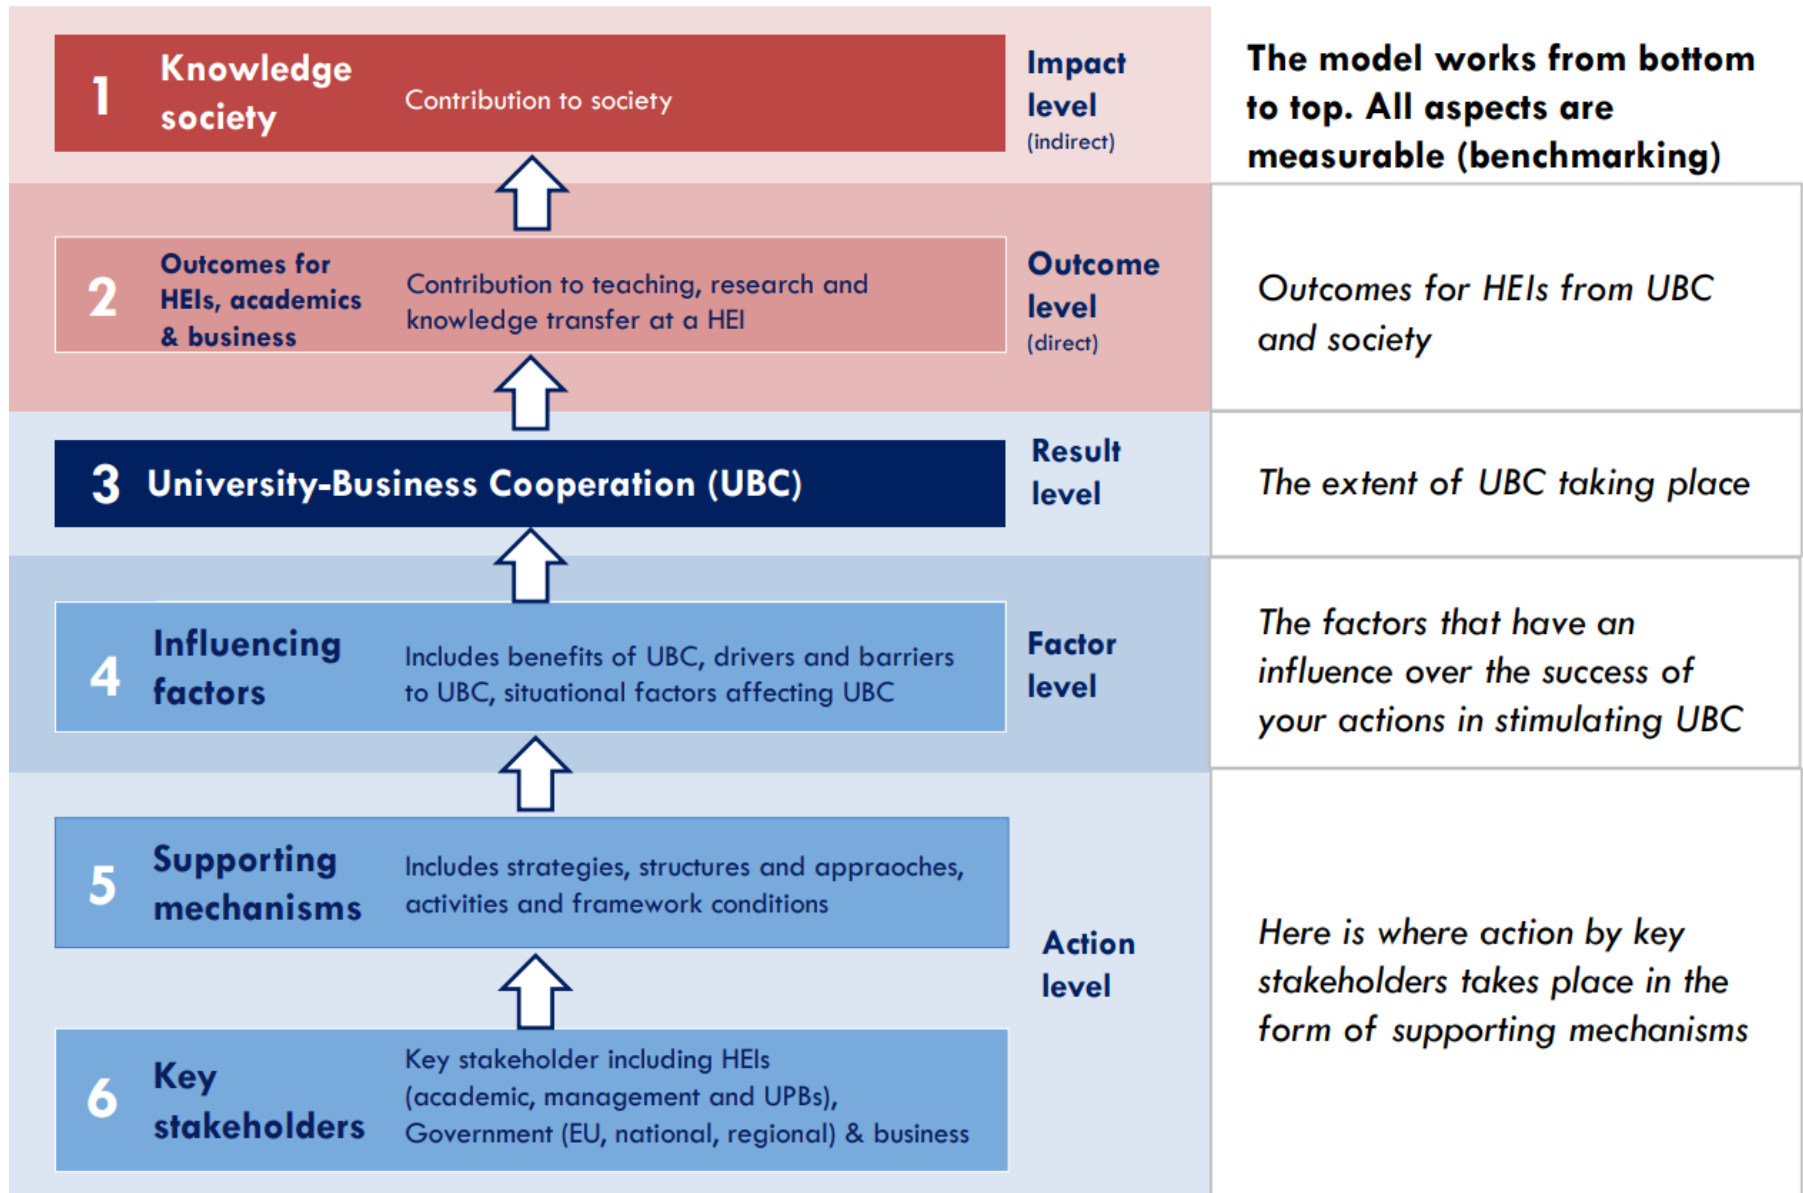 1
Knowledge
society
Contribution to society
Impact
level
(indirect)
The model works from bottom
to top. All aspects are
measurable (benchmarking)
2
Outcomes for
HEIs, academics
& business
Contribution to teaching, research and
knowledge transfer at a HEI
Outcome
level
(direct)
Outcomes for HEIs from UBC
and society
3
University-Business Cooperation (UBC)
Result
level
The extent of UBC taking place
4
Influencing
factors
Includes benefits of UBC, drivers and barriers
to UBC, situational factors affecting UBC
Factor
level
The factors that have an
influence over the success of
your actions in stimulating UBC
5
Supporting
mechanisms
Includes strategies, structures and appraoches,
activities and framework conditions
Action
level
Here is where action by key
stakeholders takes place in the
form of supporting mechanisms
6
Key
stakeholders
Key stakeholder including HEIs
(academic, management and UPBs),
Government (EU, national, regional) & business